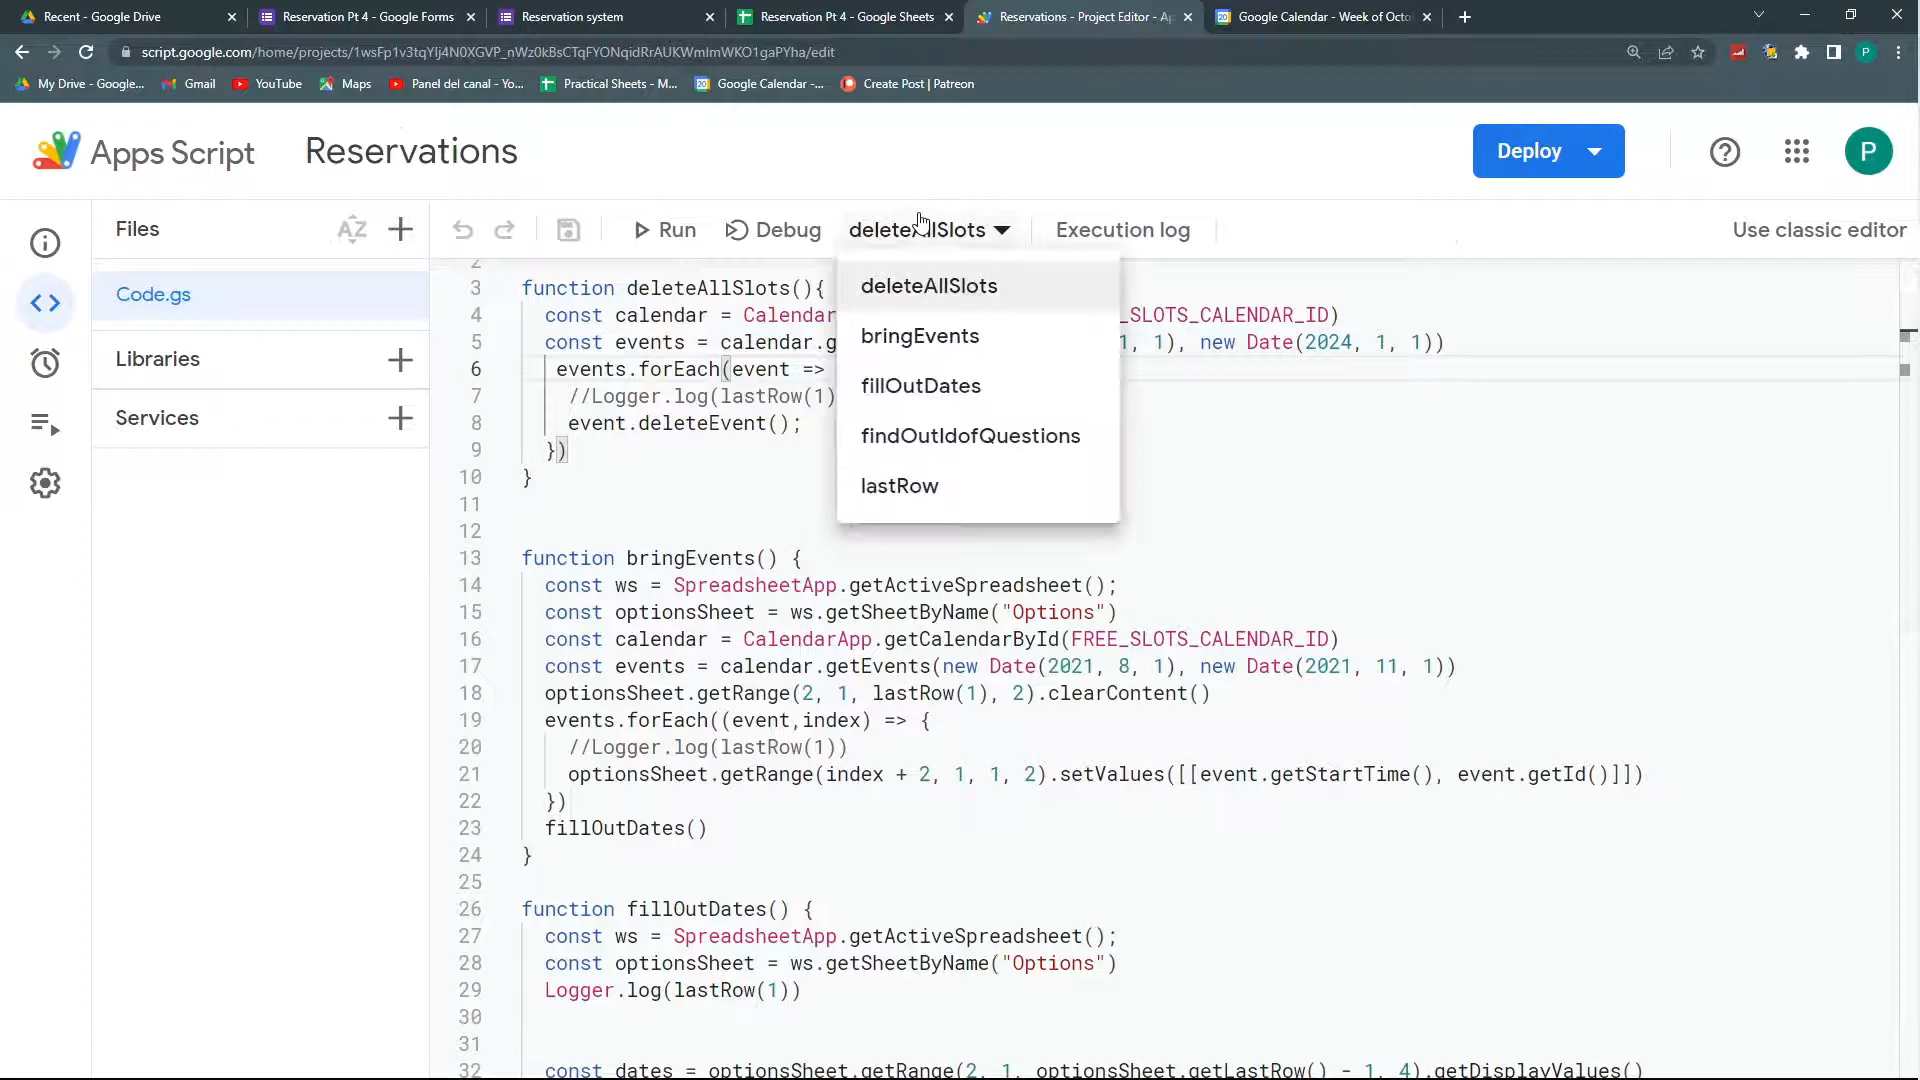 Recent - Google Drive
Reservation Pt 4 - Google Forms
Reservation system
Reservation Pt 4 - Google Sheets
Reservations - Project Editor - Ap
Google Calendar - Week of Octo
script.google.com/home/projects/1wsFp1v3tqYlj4N0XGVP_nWz0kBsCTqFYONqidRrAUKWmlmWKO1gaPYha/edit
P
My Drive - Google...
Gmail
YouTube
Maps
Panel del canal - Yo...
Practical Sheets - M...
Google Calendar -...
Create Post | Patreon
Apps Script
Reservations
Deploy
P
Files
AZ
Run
Debug
deleteAllSlots
Execution log
Use classic editor
Code.gs
Libraries
Services
deleteAllSlots
bringEvents
fillOutDates
findOutIdofQuestions
lastRow
2
3 function deleteAllSlots(){
4 const calendar = Calendar _SLOTS_CALENDAR_ID)
5 const events = calendar.g 1, 1), new Date(2024, 1, 1))
6 events.forEach(event =>
7 //Logger.log(lastRow(1)
8 event.deleteEvent();
9 })
10 }
11
12
13 function bringEvents() {
14 const ws = SpreadsheetApp.getActiveSpreadsheet();
15 const optionsSheet = ws.getSheetByName("Options")
16 const calendar = CalendarApp.getCalendarById(FREE_SLOTS_CALENDAR_ID)
17 const events = calendar.getEvents(new Date(2021, 8, 1), new Date(2021, 11, 1))
18 optionsSheet.getRange(2, 1, lastRow(1), 2).clearContent()
19 events.forEach((event,index) => {
20 //Logger.log(lastRow(1))
21 optionsSheet.getRange(index + 2, 1, 1, 2).setValues([[event.getStartTime(), event.getId()]])
22 })
23 fillOutDates()
24 }
25
26 function fillOutDates() {
27 const ws = SpreadsheetApp.getActiveSpreadsheet();
28 const optionsSheet = ws.getSheetByName("Options")
29 Logger.log(lastRow(1))
30
31
32 const dates = optionsSheet.getRange(2, 1, optionsSheet.getLastRow() - 1, 4).getDisplayValues()